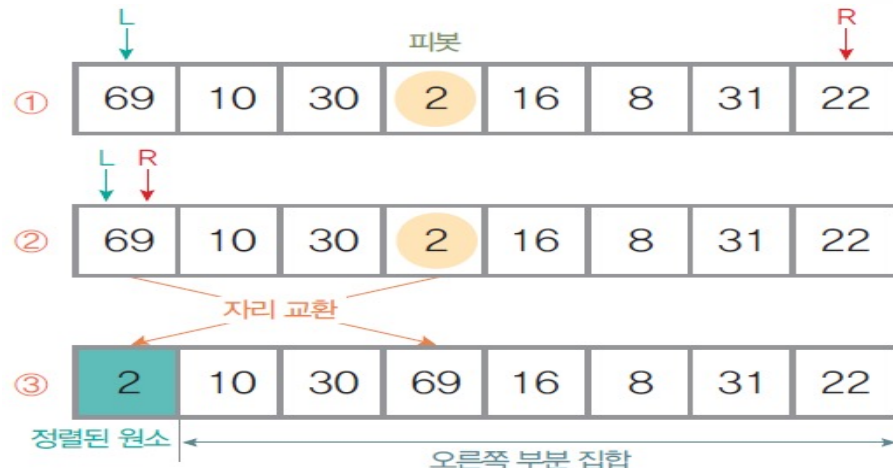 L 피봇 R
① 69 10 30 2 16 8 31 22
L R
② 69 10 30 2 16 8 31 22
자리 교환
③ 2 10 30 69 16 8 31 22
정렬된 원소
오른쪽 부분 집합